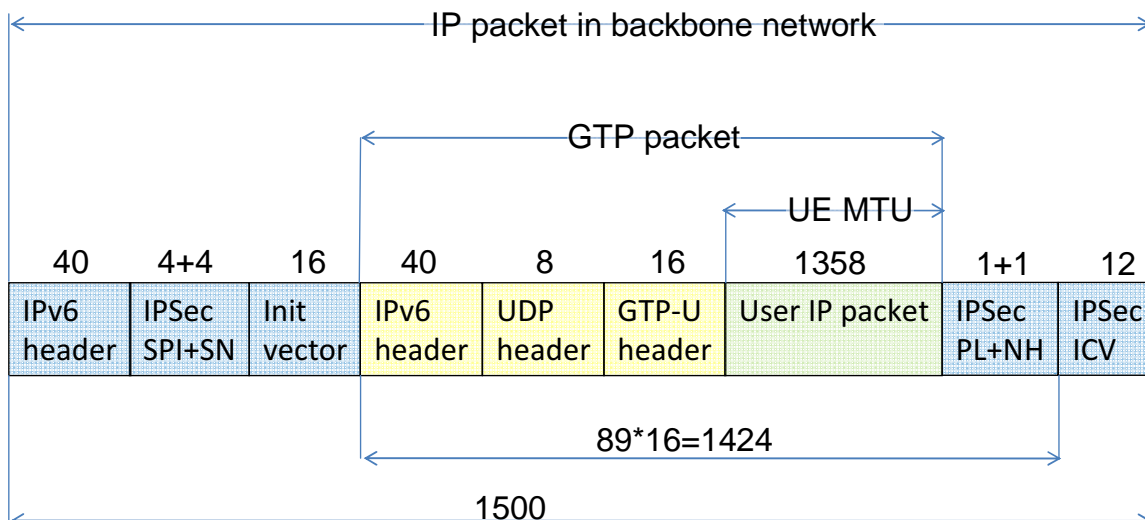 IP packet in backbone network
GTP packet
UE MTU
40 4+4 16 40 8 16 1358 1+1 12
IPv6 IPSec Init IPv6 UDP GTP-U User IP packet IPSec IPSec
header SPI+SN vector header header header PL+NH ICV
89*16=1424
1500